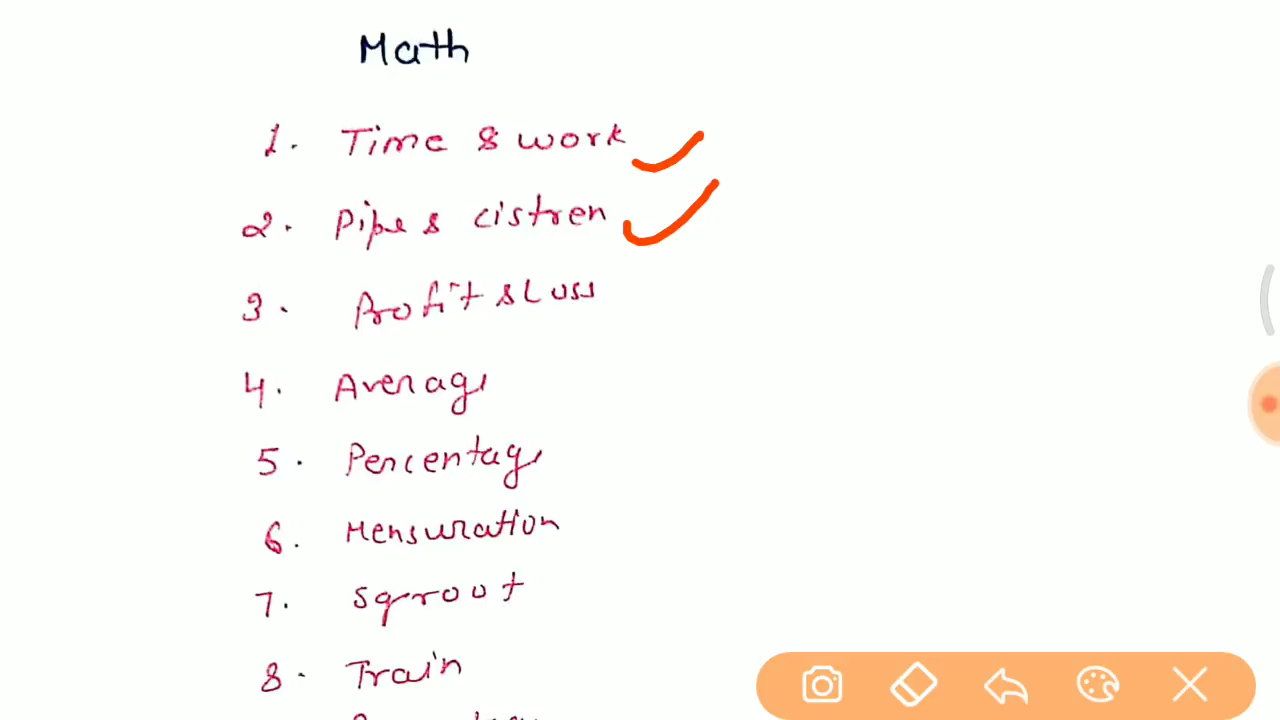 Math
1. Time & work
2. Pipe & cistren
3. Profit & Loss
4. Average
5. Percentage
6. Mensuration
7. Sqroot
8. Train